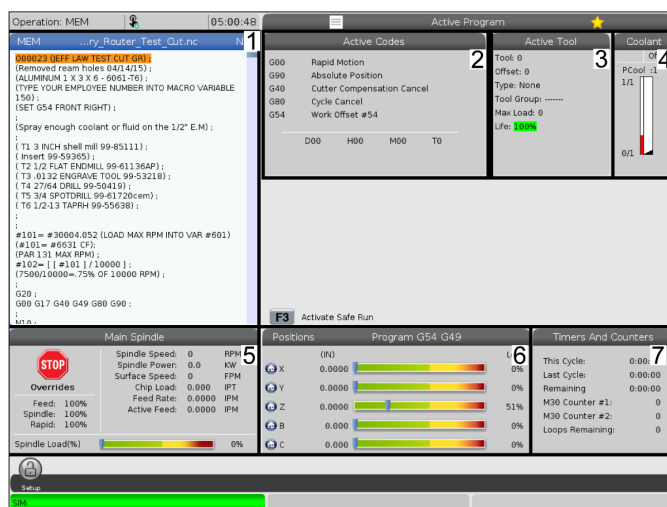 Operation: MEM
05:00:48
Active Program
MEM ...ry_Router_Test_Cut.nc N
1
000023 (JEFF LAW TEST CUT GR) ;
(Removed ream holes 04/14/15) ;
(ALUMINUM 1 X 3 X 6 - 6061-T6) ;
(TYPE YOUR EMPLOYEE NUMBER INTO MACRO VARIABLE
150) ;
(SET G54 FRONT RIGHT) ;
;
(Spray enough coolant or fluid on the 1/2" E.M) ;
;
( T1 3 INCH shell mill 99-85111) ;
( Insert 99-59365) ;
( T2 1/2 FLAT ENDMILL 99-61136AP) ;
( T3 .0132 ENGRAVE TOOL 99-53218) ;
( T4 27/64 DRILL 99-50419) ;
( T5 3/4 SPOTDRILL 99-61720cem) ;
( T6 1/2-13 TAPRH 99-55638) ;
;
;
#101= #30004.052 (LOAD MAX RPM INTO VAR #601)
(#101= #6631 CF);
(PAR 131 MAX RPM) ;
#102= [ [ #101 ] / 10000 ] ;
(7500/10000=.75% OF 10000 RPM) ;
;
G20 ;
G00 G17 G40 G49 G80 G90 ;
;
N10 ;
Active Codes
2
G00 Rapid Motion
G90 Absolute Position
G40 Cutter Compensation Cancel
G80 Cycle Cancel
G54 Work Offset #54
D00 H00 M00 T0
Active Tool
3
Tool: 0
Offset: 0
Type: None
Tool Group: ------
Max Load: 0
Life: 100%
Coolant
4
Of
PCool :1
1/1
0/1
F3 Activate Safe Run
Main Spindle
5
STOP
Overrides
Feed: 100%
Spindle: 100%
Rapid: 100%
Spindle Speed: 0 RPM
Spindle Power: 0.0 KW
Surface Speed: 0 FPM
Chip Load: 0.000 IPT
Feed Rate: 0.0000 IPM
Active Feed: 0.0000 IPM
Spindle Load(%) 0%
Positions Program G54 G49
6
(IN) L
X 0.0000 0%
Y 0.0000 0%
Z 0.0000 51%
B 0.000 0%
C 0.000 0%
Timers And Counters
7
This Cycle: 0:00:
Last Cycle: 0:00:00
Remaining 0:00:00
M30 Counter #1: 0
M30 Counter #2: 0
Loops Remaining: 0
Setup
SIM: